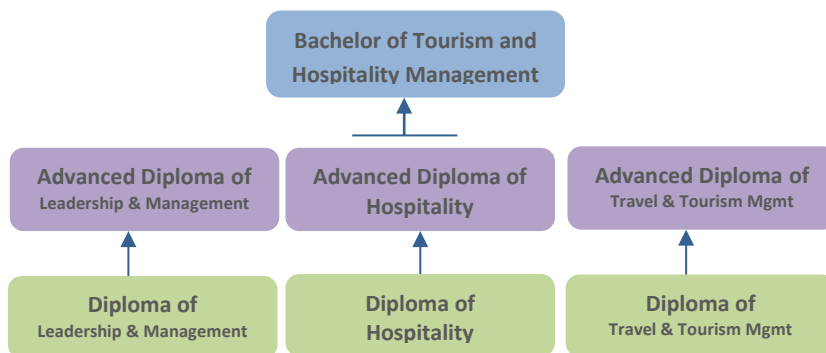 Bachelor of Tourism and
Hospitality Management
Advanced Diploma of
Leadership & Management
Advanced Diploma of
Hospitality
Advanced Diploma of
Travel & Tourism Mgmt
Diploma of
Leadership & Management
Diploma of
Hospitality
Diploma of
Travel & Tourism Mgmt